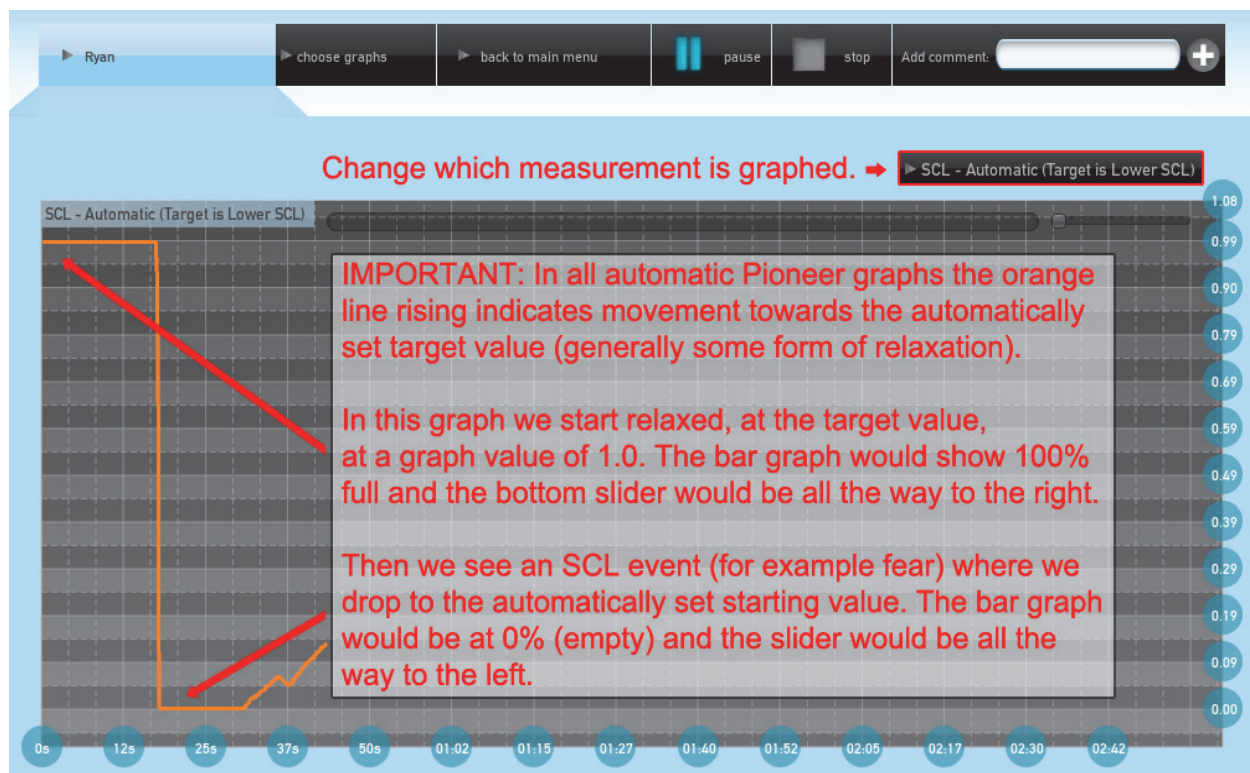 Ryan
choose graphs
back to main menu
pause
stop
Add comment:
Change which measurement is graphed.
SCL - Automatic (Target is Lower SCL)
SCL - Automatic (Target is Lower SCL)
IMPORTANT: In all automatic Pioneer graphs the orange
line rising indicates movement towards the automatically
set target value (generally some form of relaxation).
In this graph we start relaxed, at the target value,
at a graph value of 1.0. The bar graph would show 100%
full and the bottom slider would be all the way to the right.
Then we see an SCL event (for example fear) where we
drop to the automatically set starting value. The bar graph
would be at 0% (empty) and the slider would be all the
way to the left.
1.08
0.99
0.90
0.79
0.69
0.59
0.49
0.39
0.29
0.19
0.09
0.00
0s
12s
25s
37s
50s
01:02
01:15
01:27
01:40
01:52
02:05
02:17
02:30
02:42